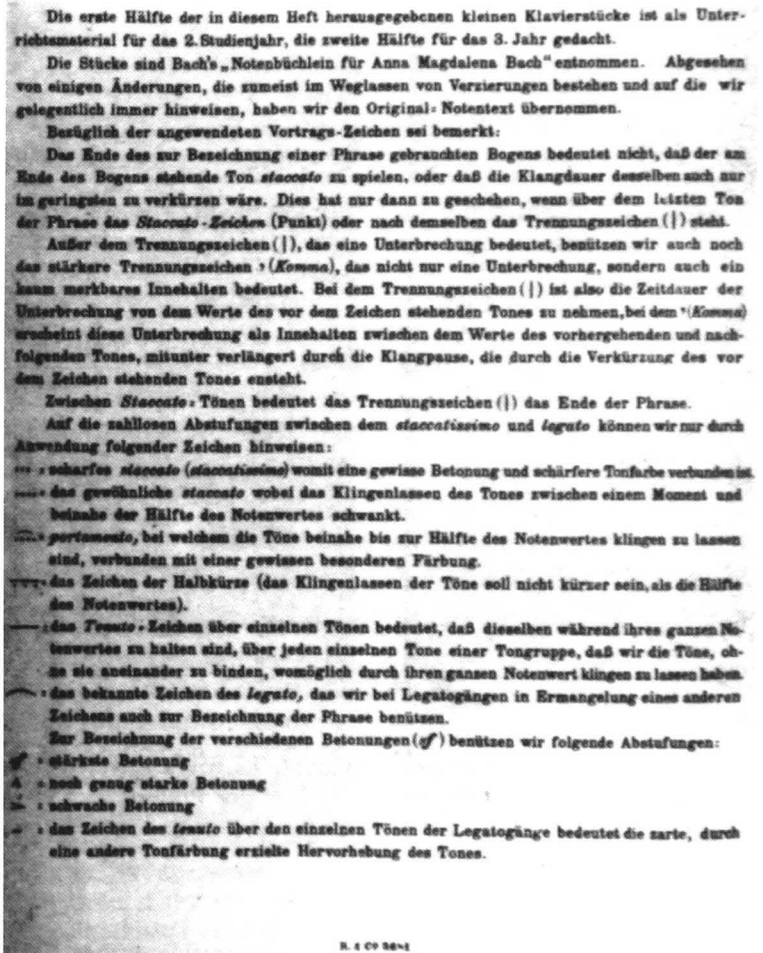 Die erste Hälfte der in diesem Heft herausgegebenen kleinen Klavierstücke ist als Unter-
richtsmaterial für das 2. Studienjahr, die zweite Hälfte für das 3. Jahr gedacht.
Die Stücke sind Bach's „Notenbüchlein für Anna Magdalena Bach" entnommen. Abgesehen
von einigen Änderungen, die zumeist im Weglassen von Verzierungen bestehen und auf die wir
gelegentlich immer hinweisen, haben wir den Original-Notentext übernommen.
Bezüglich der angewendeten Vortrags-Zeichen sei bemerkt:
Das Ende des zur Bezeichnung einer Phrase gebrauchten Bogens bedeutet nicht, daß der am
Ende des Bogens stehende Ton staccato zu spielen, oder daß die Klangdauer desselben auch nur
im geringsten zu verkürzen wäre. Dies hat nur dann zu geschehen, wenn über dem letzten Ton
der Phrase das Staccato-Zeichen (Punkt) oder nach demselben das Trennungszeichen (|) steht.
Außer dem Trennungszeichen (|), das eine Unterbrechung bedeutet, benützen wir auch noch
das stärkere Trennungszeichen ’ (Komma), das nicht nur eine Unterbrechung, sondern auch ein
kaum merkbares Innehalten bedeutet. Bei dem Trennungszeichen (|) ist also die Zeitdauer der
Unterbrechung von dem Werte des vor dem Zeichen stehenden Tones zu nehmen, bei dem ’ (Komma)
erscheint diese Unterbrechung als Innehalten zwischen dem Werte des vorhergehenden und nach-
folgenden Tones, mitunter verlängert durch die Klangpause, die durch die Verkürzung des vor
dem Zeichen stehenden Tones ensteht.
Zwischen Staccato-Tönen bedeutet das Trennungszeichen (|) das Ende der Phrase.
Auf die zahllosen Abstufungen zwischen dem staccatissimo und legato können wir nur durch
Anwendung folgender Zeichen hinweisen:
: scharfes staccato (staccatissimo) womit eine gewisse Betonung und schärfere Tonfarbe verbunden ist.
.... : das gewöhnliche staccato wobei das Klingenlassen des Tones zwischen einem Moment und
beinahe der Hälfte des Notenwertes schwankt.
: portamento, bei welchem die Töne beinahe bis zur Hälfte des Notenwertes klingen zu lassen
sind, verbunden mit einer gewissen besonderen Färbung.
: das Zeichen der Halbkürze (das Klingenlassen der Töne soll nicht kürzer sein, als die Hälfte
des Notenwertes).
— : das Tenuto-Zeichen über einzelnen Tönen bedeutet, daß dieselben während ihres ganzen No-
tenwertes zu halten sind, über jeden einzelnen Tone einer Tongruppe, daß wir die Töne, oh-
ne sie aneinander zu binden, womöglich durch ihren ganzen Notenwert klingen zu lassen haben.
: das bekannte Zeichen des legato, das wir bei Legatogängen in Ermangelung eines anderen
Zeichens auch zur Bezeichnung der Phrase benützen.
Zur Bezeichnung der verschiedenen Betonungen (sf) benützen wir folgende Abstufungen:
sf : stärkste Betonung
: noch genug starke Betonung
> : schwache Betonung
- : das Zeichen des tenuto über den einzelnen Tönen der Legatogänge bedeutet die zarte, durch
eine andere Tonfärbung erzielte Hervorhebung des Tones.
R. & Co